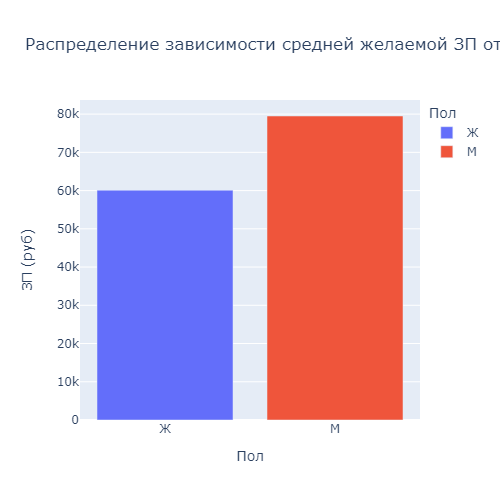 Распределение зависимости средней желаемой ЗП от
Пол
Ж
М
80k
70k
60k
50k
40k
30k
20k
10k
0
ЗП (руб)
Ж
М
Пол